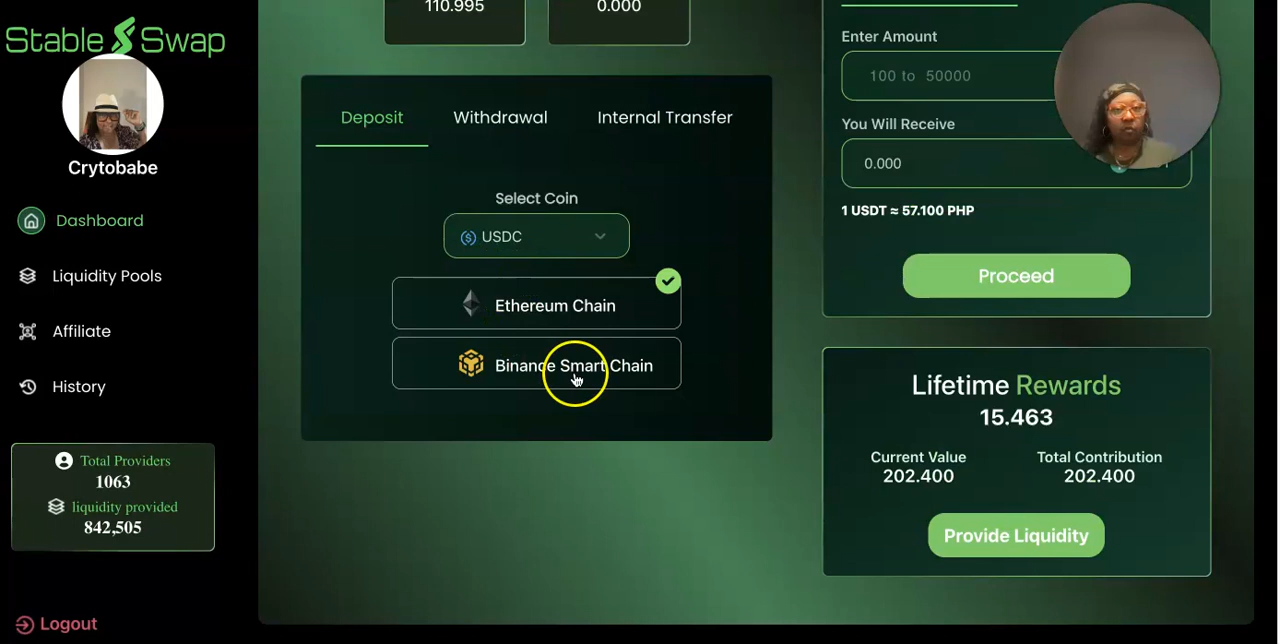 Stable Swap
Crytobabe
Dashboard
Liquidity Pools
Affiliate
History
Total Providers
1063
liquidity provided
842,505
Logout
110.995
0.000
Deposit
Withdrawal
Internal Transfer
Select Coin
USDC
Ethereum Chain
Binance Smart Chain
Enter Amount
100 to 50000
You Will Receive
0.000
1 USDT ≈ 57.100 PHP
Proceed
Lifetime Rewards
15.463
Current Value
Total Contribution
202.400
202.400
Provide Liquidity